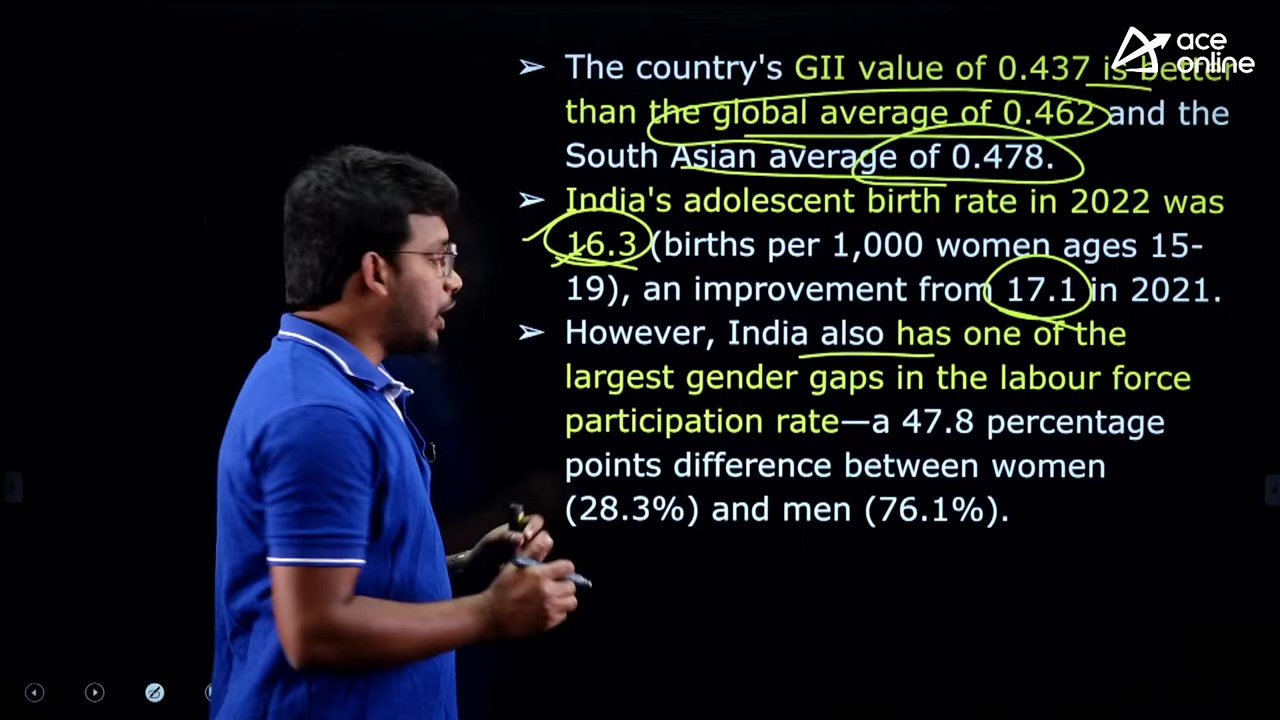 ace
online
➢ The country's GII value of 0.437 is better
than the global average of 0.462 and the
South Asian average of 0.478.
➢ India's adolescent birth rate in 2022 was
16.3 (births per 1,000 women ages 15-
19), an improvement from 17.1 in 2021.
➢ However, India also has one of the
largest gender gaps in the labour force
participation rate—a 47.8 percentage
points difference between women
(28.3%) and men (76.1%).